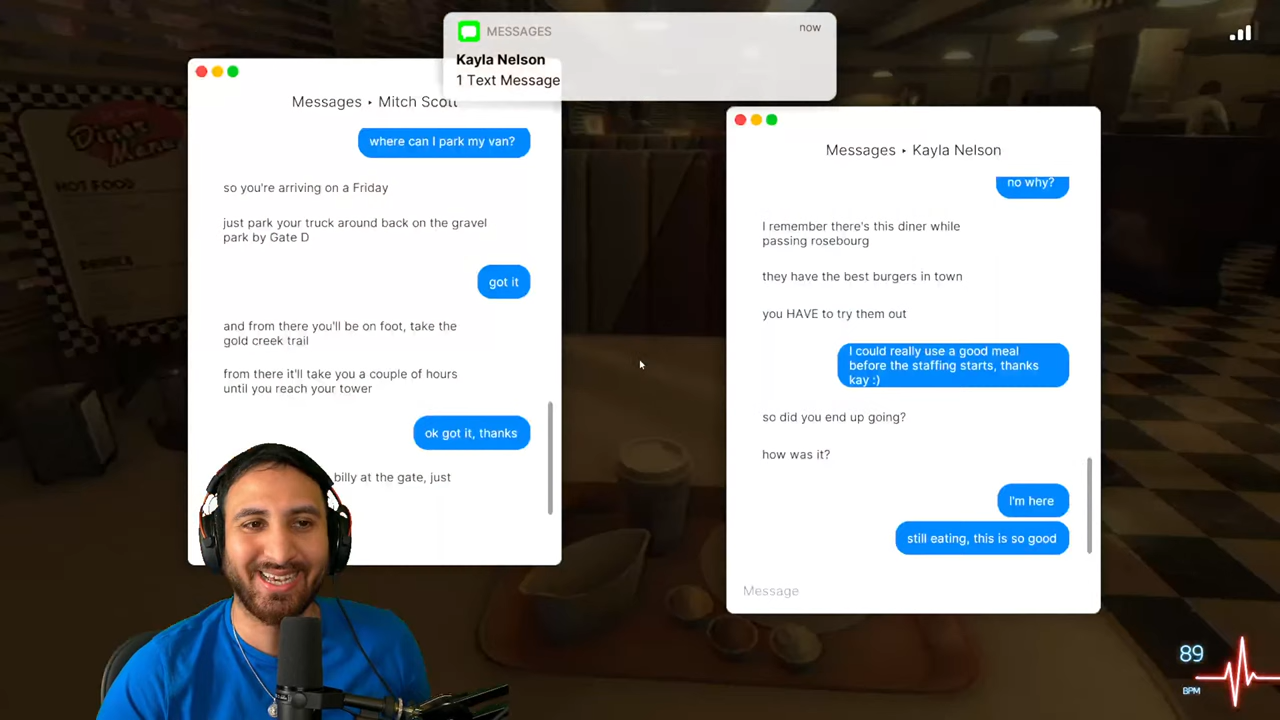 MESSAGES
now
Kayla Nelson
1 Text Message
Messages ▸ Mitch Scott
where can I park my van?
so you're arriving on a Friday
just park your truck around back on the gravel
park by Gate D
got it
and from there you'll be on foot, take the
gold creek trail
from there it'll take you a couple of hours
until you reach your tower
ok got it, thanks
billy at the gate, just
Messages ▸ Kayla Nelson
no why?
I remember there's this diner while
passing rosebourg
they have the best burgers in town
you HAVE to try them out
I could really use a good meal
before the staffing starts, thanks
kay :)
so did you end up going?
how was it?
I'm here
still eating, this is so good
Message
Diner
Menu
HOT FOOD
DRINKS
89
BPM